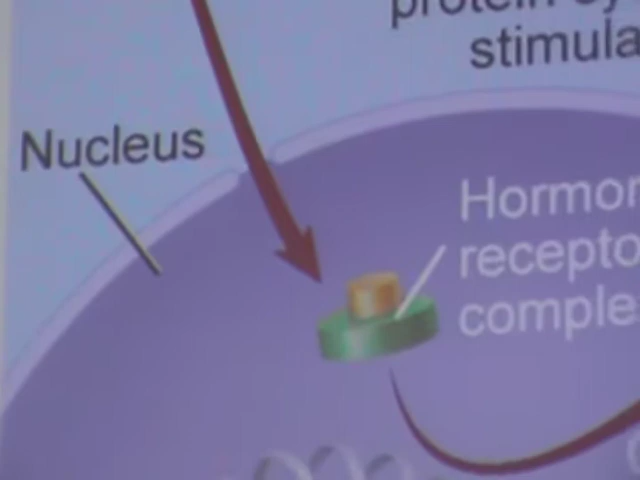 protein sy
stimula
Nucleus
Hormon
recepto
comple